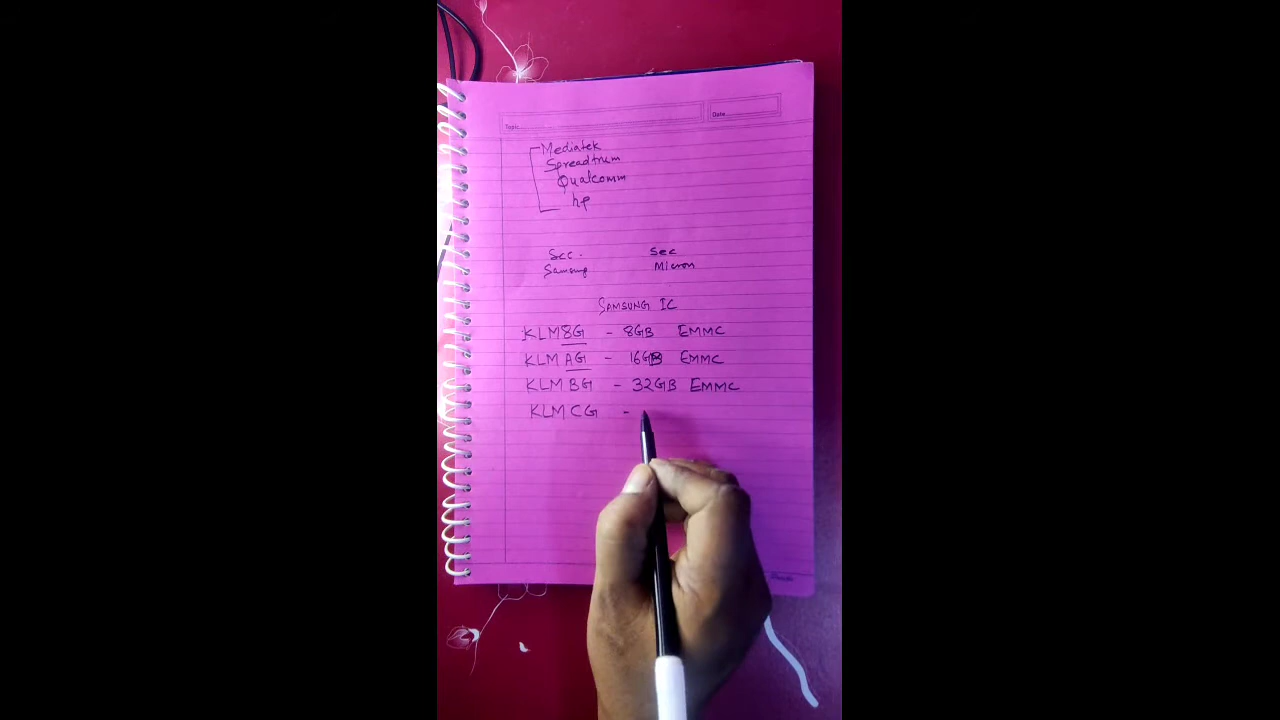 Topic
Date
Mediatek
Spreadtrum
Qualcomm
hp
Sec. Sec
Samsung Micron
SAMSUNG IC
KLM8G - 8GB EMMC
KLMAG - 16GB EMMC
KLMBG - 32GB EMMC
KLMCG -